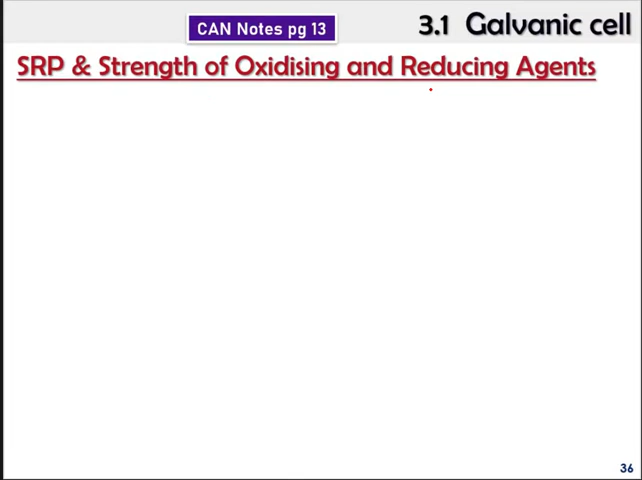 CAN Notes pg 13
3.1 Galvanic cell
SRP & Strength of Oxidising and Reducing Agents
36